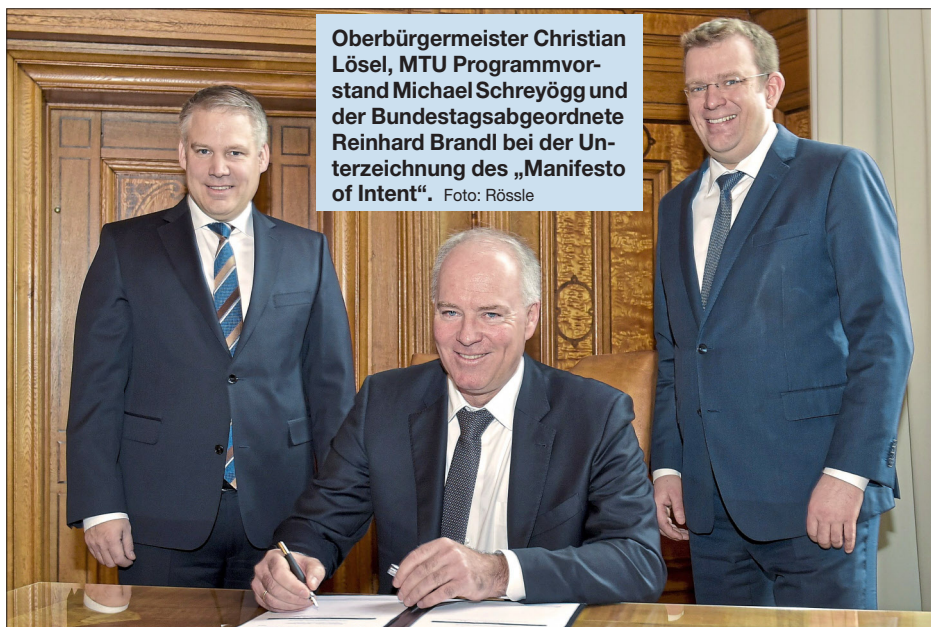 Oberbürgermeister Christian
Lösel, MTU Programmvor-
stand Michael Schreyögg und
der Bundestagsabgeordnete
Reinhard Brandl bei der Un-
terzeichnung des „Manifesto
of Intent“. Foto: Rössle